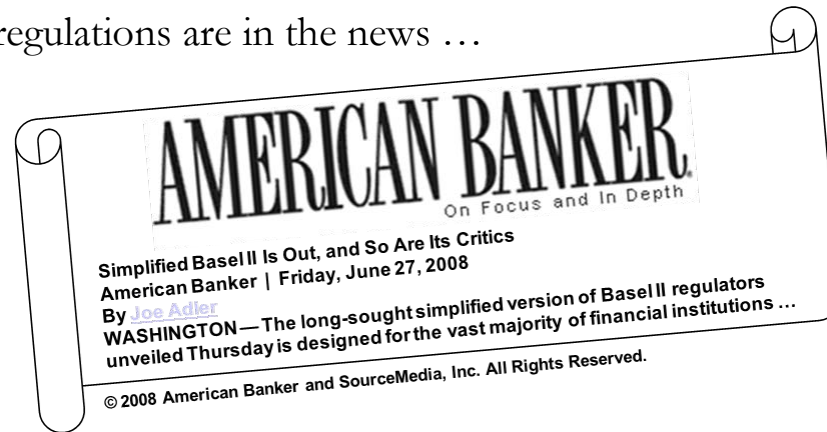 regulations are in the news …
AMERICAN BANKER.
On Focus and In Depth
Simplified Basel II Is Out, and So Are Its Critics
American Banker | Friday, June 27, 2008
By Joe Adler
WASHINGTON — The long-sought simplified version of Basel II regulators
unveiled Thursday is designed for the vast majority of financial institutions …
© 2008 American Banker and SourceMedia, Inc. All Rights Reserved.